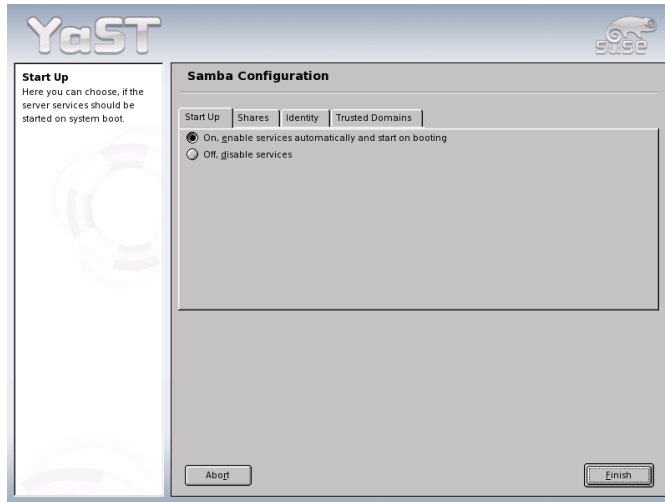 YaST
suse
Start Up
Here you can choose, if the
server services should be
started on system boot.
Samba Configuration
Start Up
Shares
Identity
Trusted Domains
On, enable services automatically and start on booting
Off, disable services
Abort
Finish